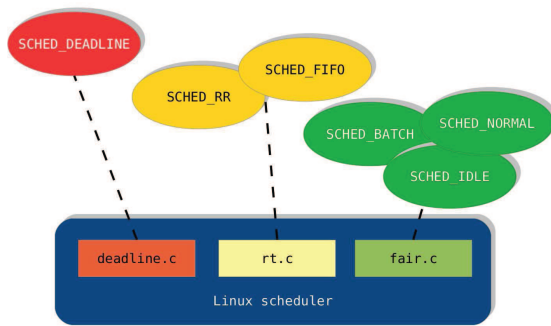 SCHED_DEADLINE
SCHED_FIFO
SCHED_RR
SCHED_NORMAL
SCHED_BATCH
SCHED_IDLE
deadline.c
rt.c
fair.c
Linux scheduler